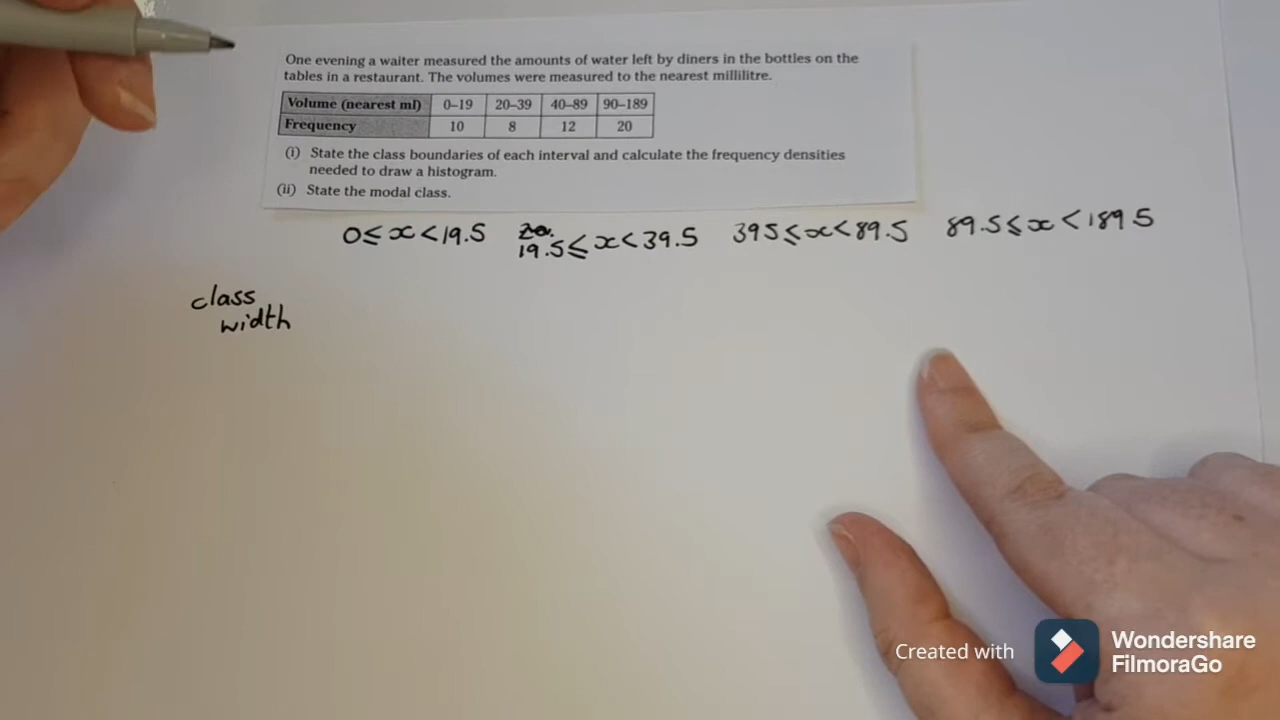 One evening a waiter measured the amounts of water left by diners in the bottles on the
tables in a restaurant. The volumes were measured to the nearest millilitre.
Volume (nearest ml) 0–19 20–39 40–89 90–189
Frequency 10 8 12 20
(i) State the class boundaries of each interval and calculate the frequency densities
needed to draw a histogram.
(ii) State the modal class.
0≤x<19.5 19.5≤x<39.5 395≤x<89.5 89.5≤x<189.5
class
width
Created with Wondershare
FilmoraGo